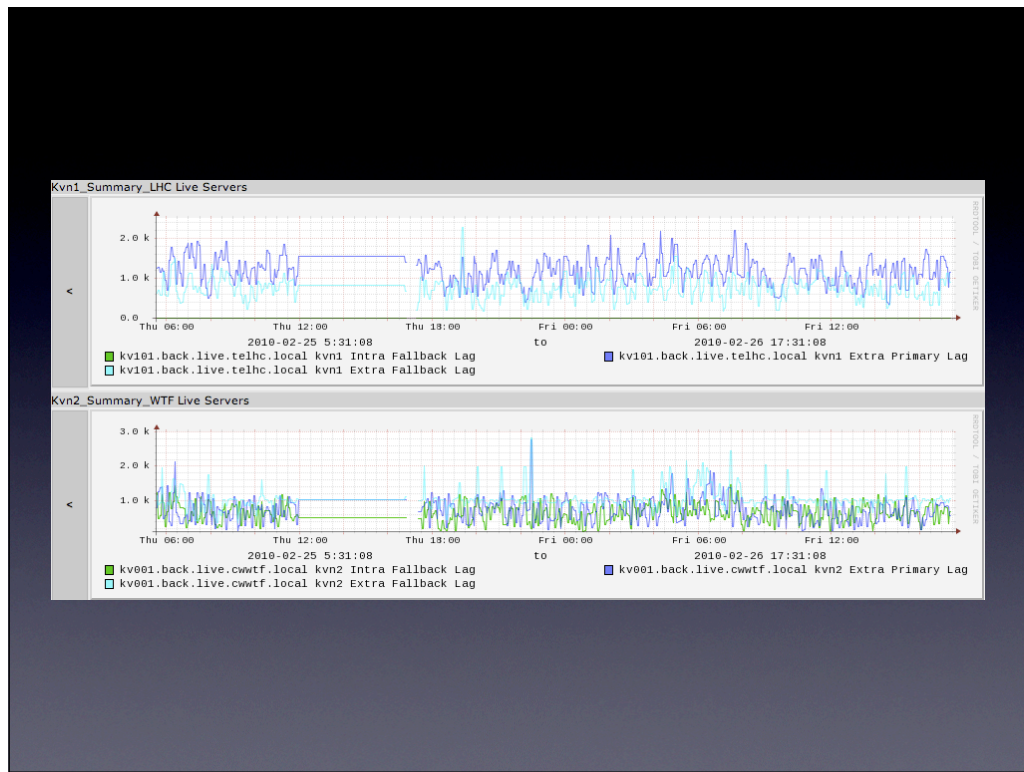 Kvn1_Summary_LHC Live Servers
<
2.0 k
1.0 k
0.0
Thu 06:00 Thu 12:00 Thu 18:00 Fri 00:00 Fri 06:00 Fri 12:00
2010-02-25 5:31:08 to 2010-02-26 17:31:08
kv101.back.live.telhc.local kvn1 Intra Fallback Lag kv101.back.live.telhc.local kvn1 Extra Primary Lag
kv101.back.live.telhc.local kvn1 Extra Fallback Lag
RRDTOOL / TOBI OETIKER
Kvn2_Summary_WTF Live Servers
<
3.0 k
2.0 k
1.0 k
Thu 06:00 Thu 12:00 Thu 18:00 Fri 00:00 Fri 06:00 Fri 12:00
2010-02-25 5:31:08 to 2010-02-26 17:31:08
kv001.back.live.cwwtf.local kvn2 Intra Fallback Lag kv001.back.live.cwwtf.local kvn2 Extra Primary Lag
kv001.back.live.cwwtf.local kvn2 Extra Fallback Lag
RRDTOOL / TOBI OETIKER